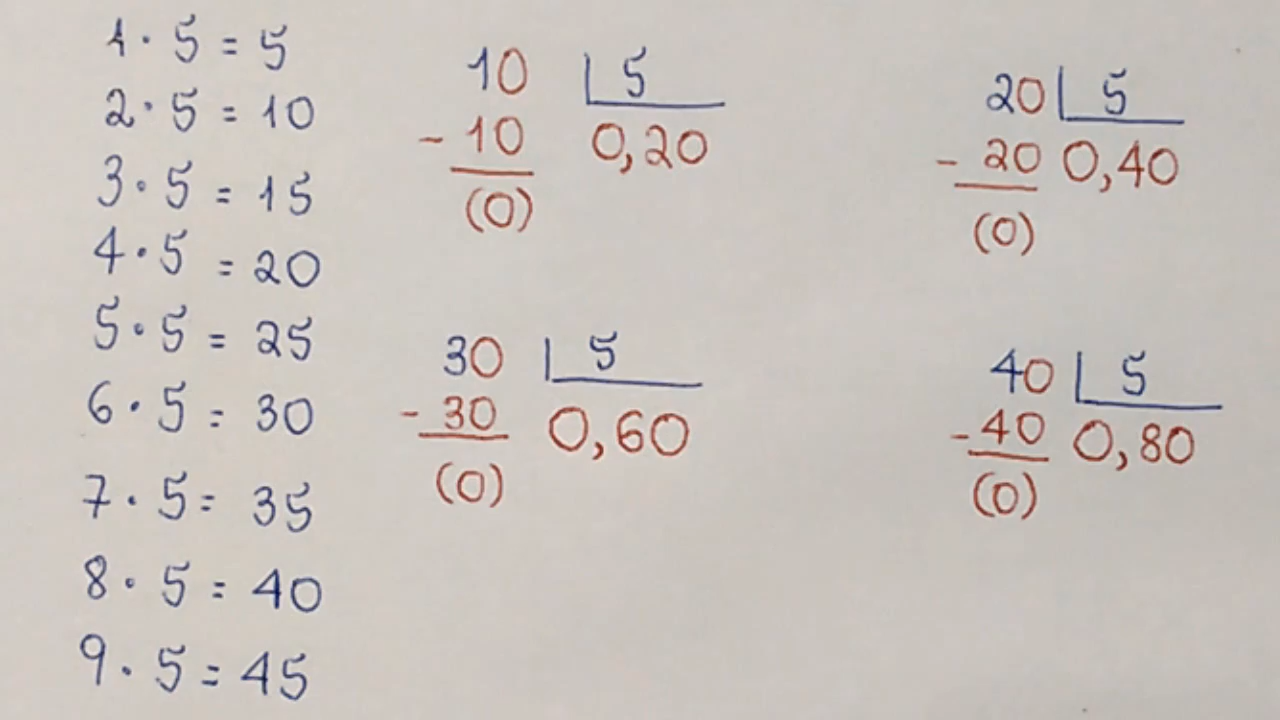 1 · 5 = 5
2 · 5 = 10
3 · 5 = 15
4 · 5 = 20
5 · 5 = 25
6 · 5 = 30
7 · 5 = 35
8 · 5 = 40
9 · 5 = 45
10 5
- 10 0,20
(0)
20 5
- 20 0,40
(0)
30 5
- 30 0,60
(0)
40 5
- 40 0,80
(0)